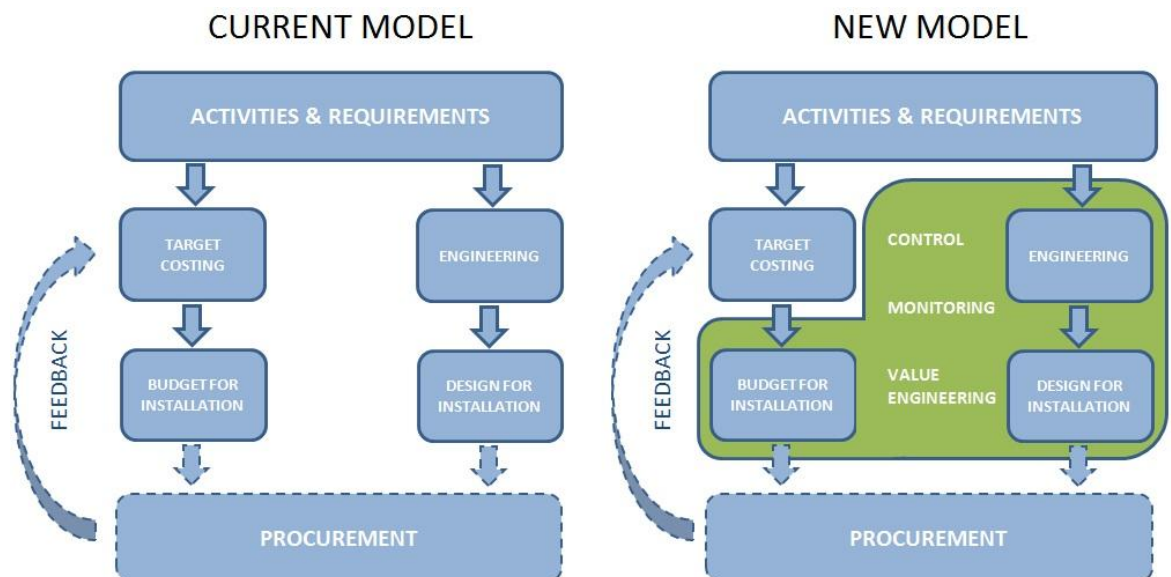 CURRENT MODEL
ACTIVITIES & REQUIREMENTS
TARGET
COSTING
ENGINEERING
FEEDBACK
BUDGET FOR
INSTALLATION
DESIGN FOR
INSTALLATION
PROCUREMENT
NEW MODEL
ACTIVITIES & REQUIREMENTS
TARGET
COSTING
CONTROL
ENGINEERING
MONITORING
FEEDBACK
BUDGET FOR
INSTALLATION
VALUE
ENGINEERING
DESIGN FOR
INSTALLATION
PROCUREMENT